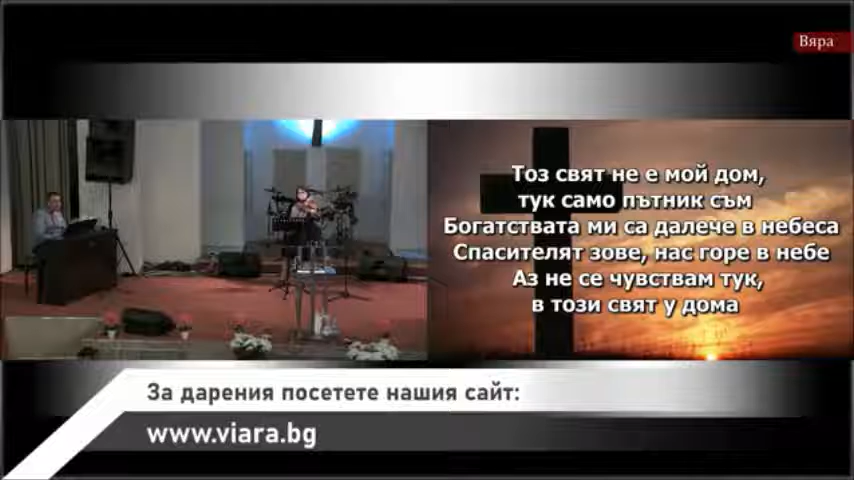 Вяра
Тоз свят не е мой дом,
тук само пътник съм
Богатствата ми са далече в небеса
Спасителят зове, нас горе в небе
Аз не се чувствам тук,
в този свят у дома
За дарения посетете нашия сайт:
www.viara.bg